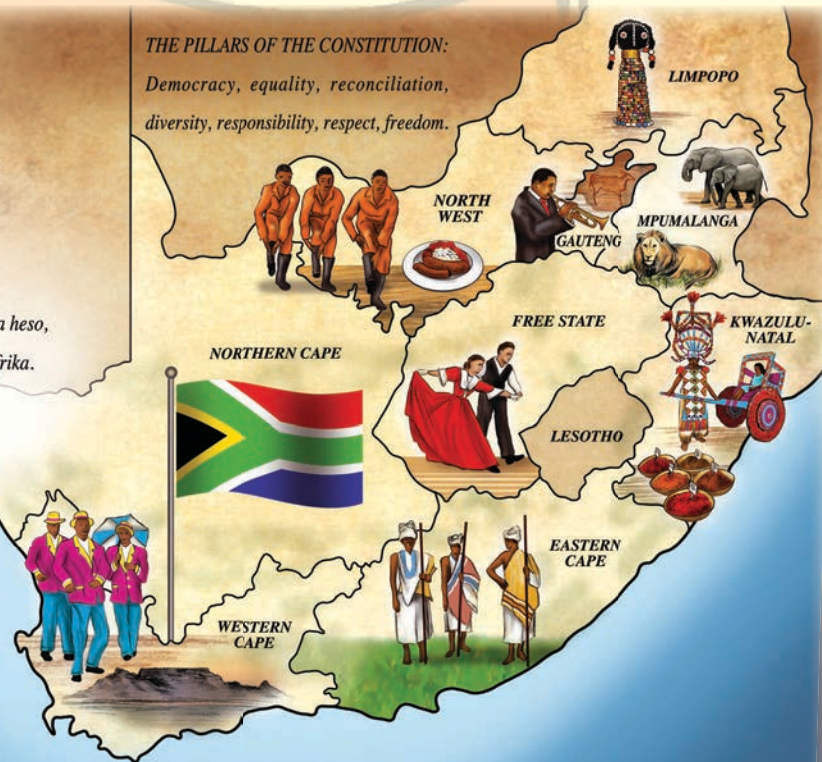 THE PILLARS OF THE CONSTITUTION:
Democracy, equality, reconciliation,
diversity, responsibility, respect, freedom.
LIMPOPO
NORTH
WEST
GAUTENG
MPUMALANGA
heso,
FREE STATE
KWAZULU-
NATAL
NORTHERN CAPE
LESOTHO
EASTERN
CAPE
WESTERN
CAPE